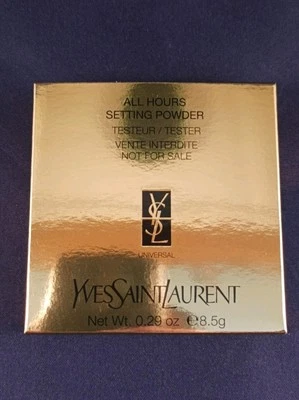 ALL HOURS
SETTING POWDER
TESTEUR / TESTER
VENTE INTERDITE
NOT FOR SALE
YSL
UNIVERSAL
YVESSAINTLAURENT
Net Wt. 0.29 oz ℮8.5g